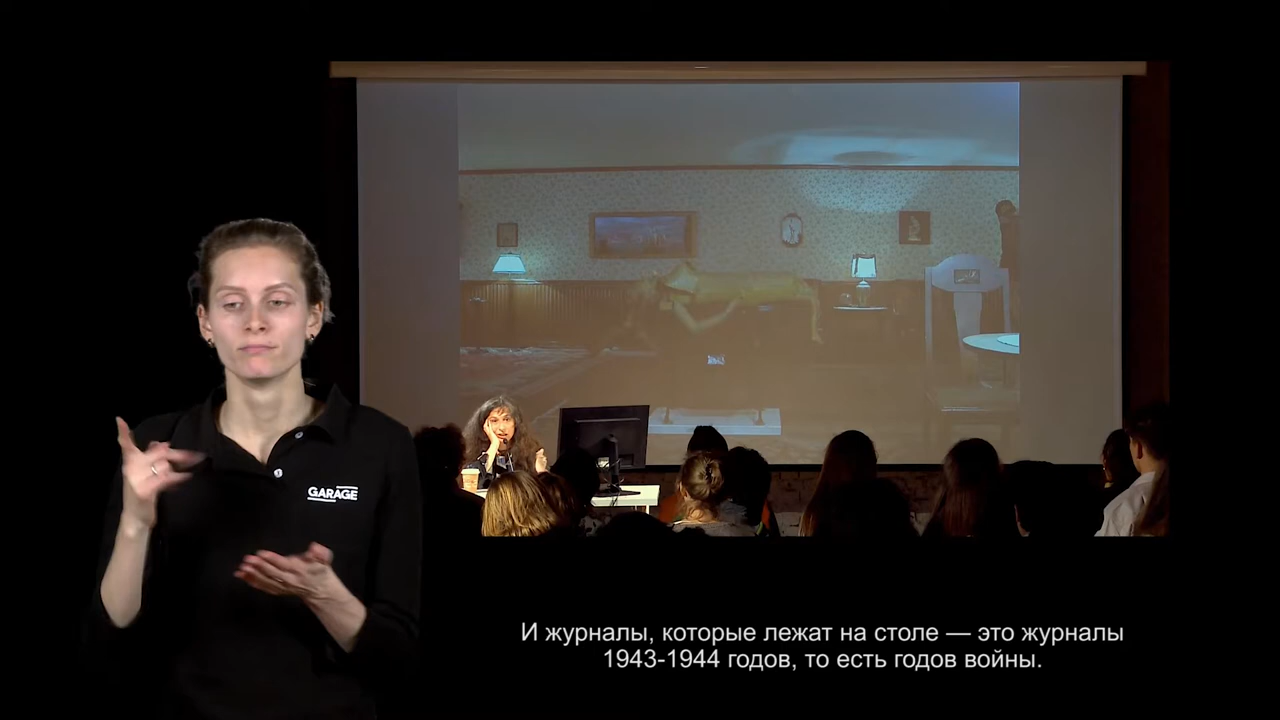 GARAGE
И журналы, которые лежат на столе — это журналы
1943-1944 годов, то есть годов войны.